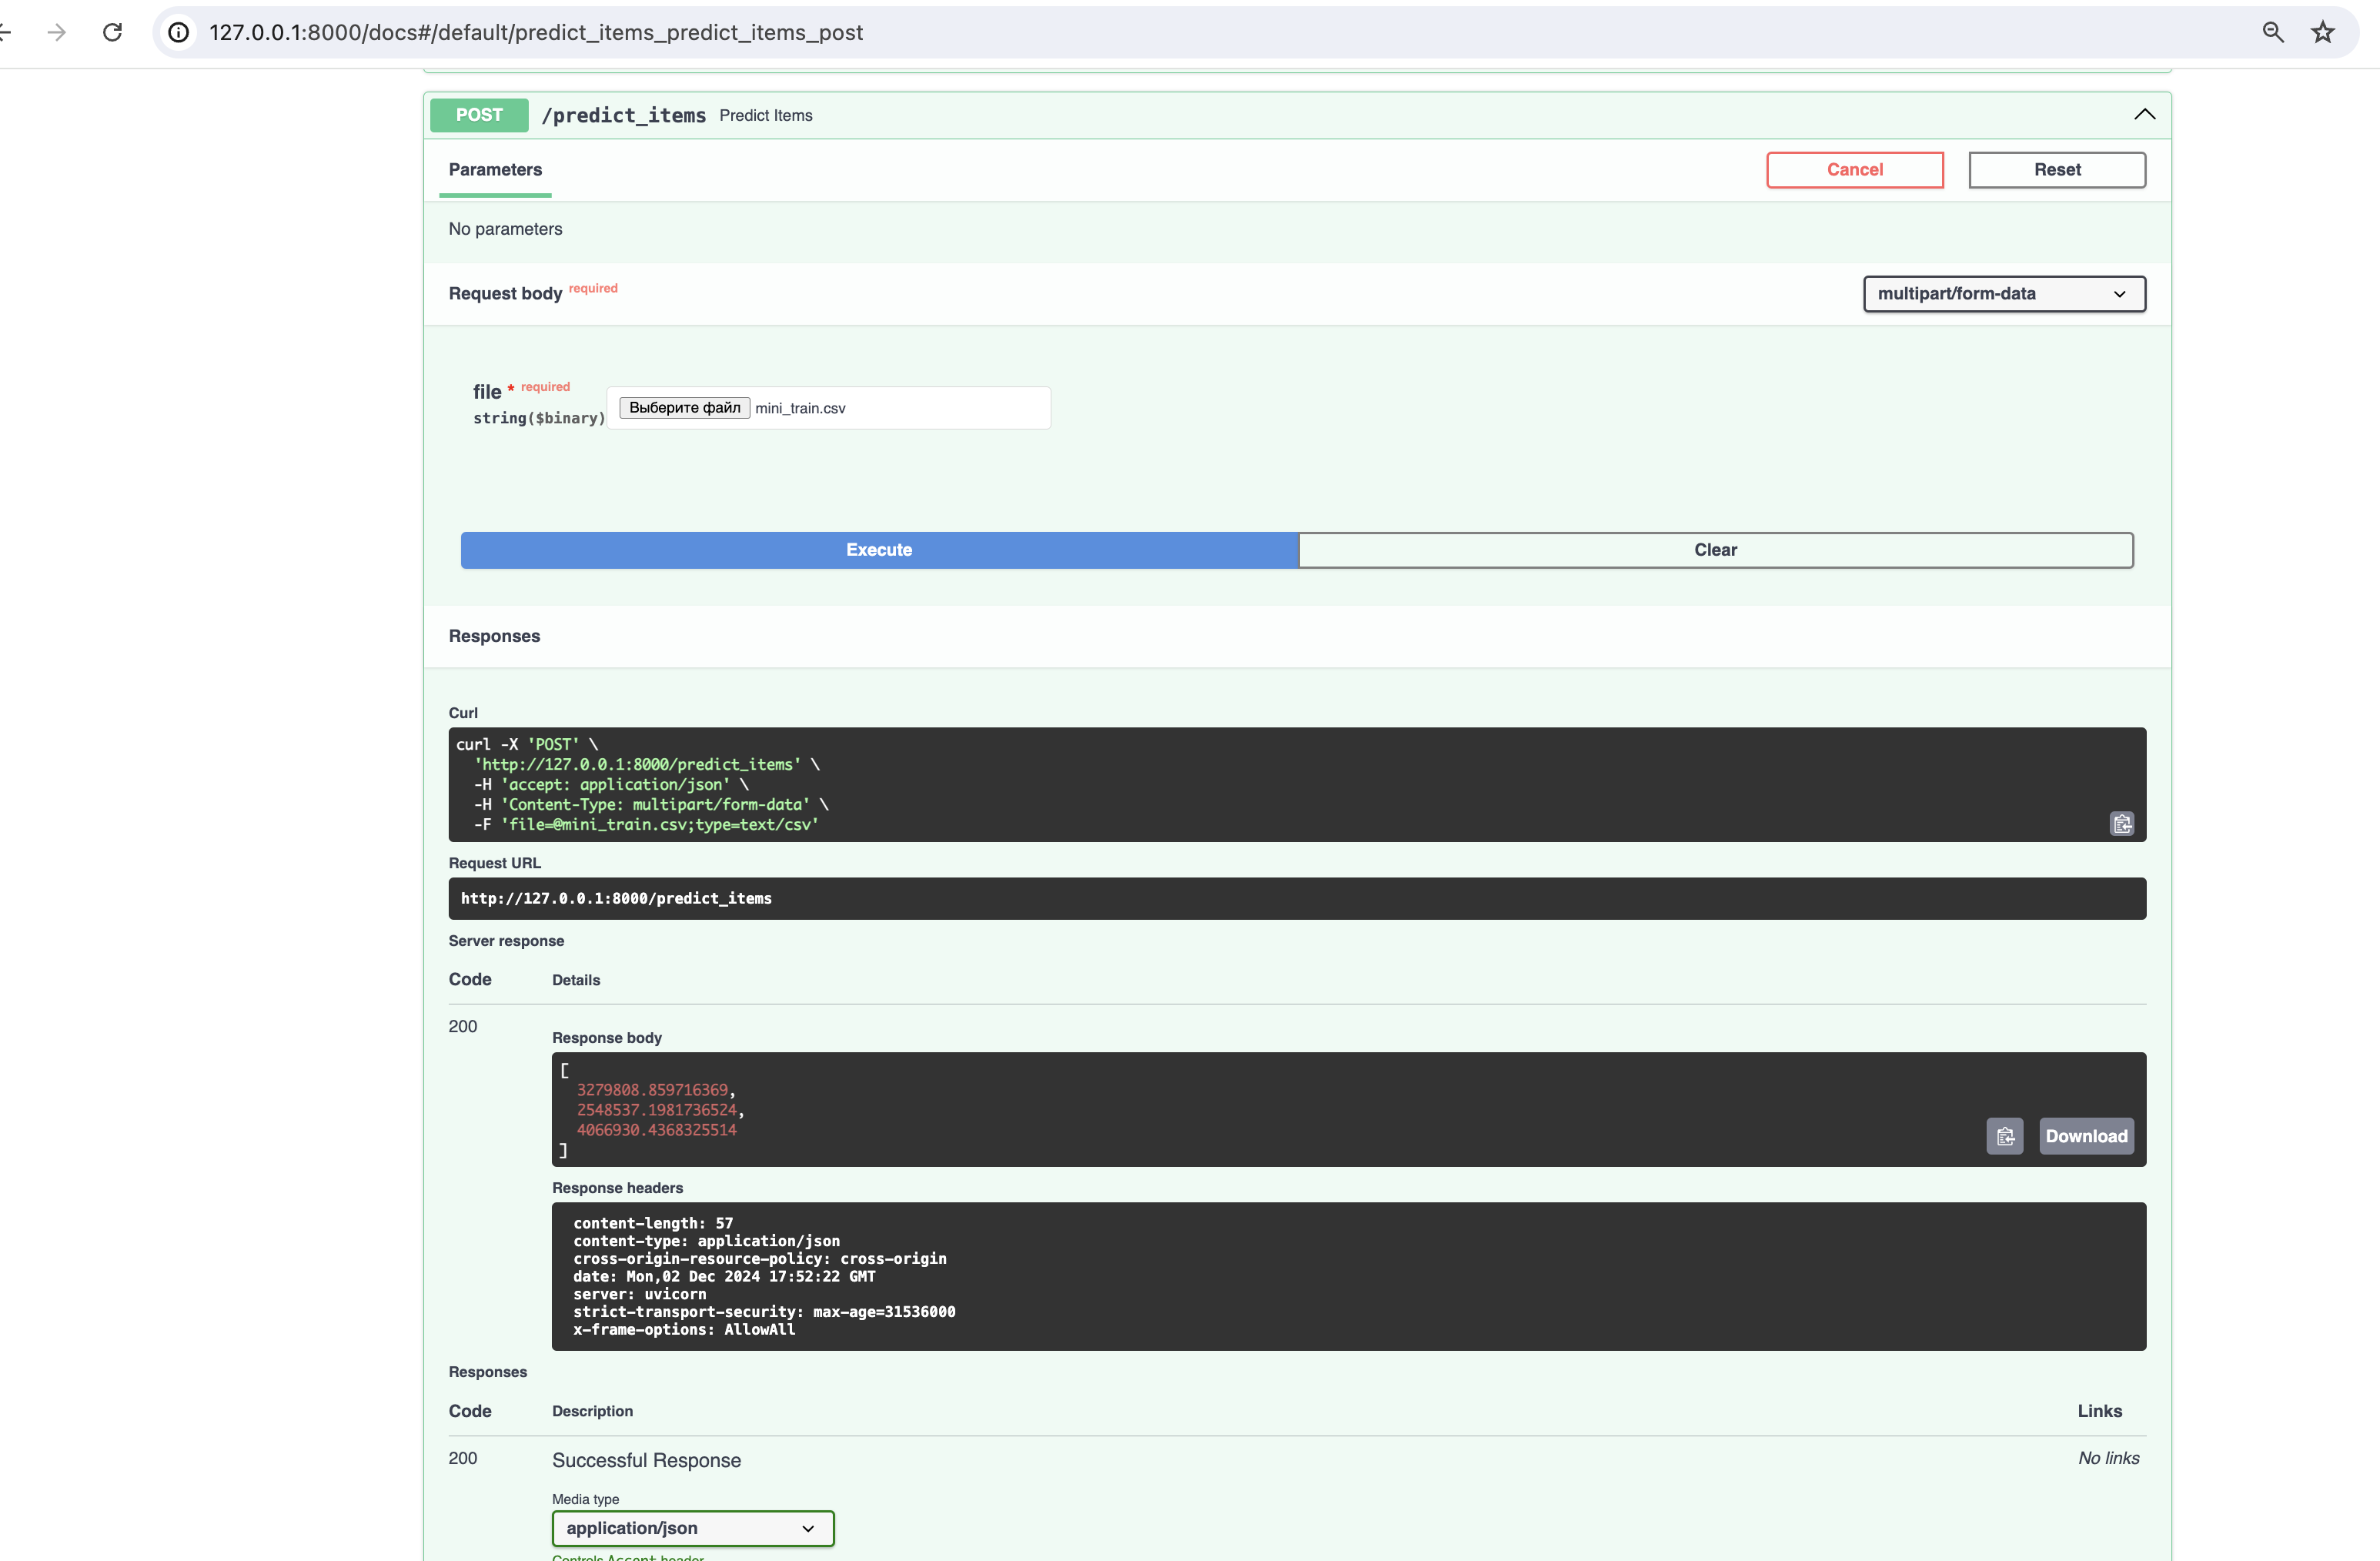 127.0.0.1:8000/docs#/default/predict_items_predict_items_post
POST /predict_items Predict Items
Parameters
Cancel
Reset
No parameters
Request body required
multipart/form-data
file * required
string($binary)
Выберите файл mini_train.csv
Execute
Clear
Responses
Curl
curl -X 'POST' \
'http://127.0.0.1:8000/predict_items' \
-H 'accept: application/json' \
-H 'Content-Type: multipart/form-data' \
-F 'file=@mini_train.csv;type=text/csv'
Request URL
http://127.0.0.1:8000/predict_items
Server response
Code Details
200
Response body
[
3279808.859716369,
2548537.1981736524,
4066930.4368325514
]
Download
Response headers
content-length: 57
content-type: application/json
cross-origin-resource-policy: cross-origin
date: Mon,02 Dec 2024 17:52:22 GMT
server: uvicorn
strict-transport-security: max-age=31536000
x-frame-options: AllowAll
Responses
Code Description Links
200 Successful Response No links
Media type
application/json
Controls Accept header